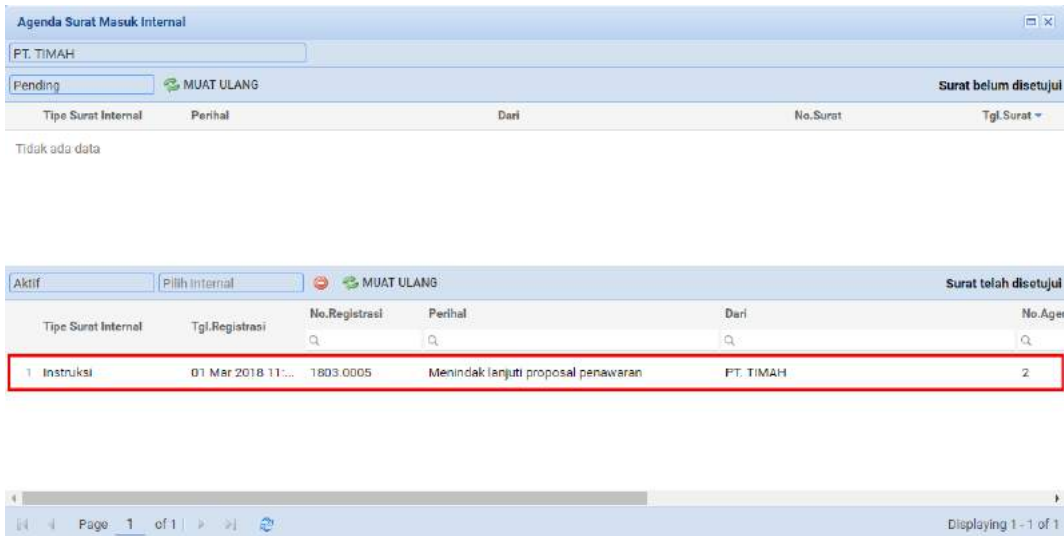 Agenda Surat Masuk Internal
PT. TIMAH
Pending MUAT ULANG Surat belum disetujui
Tipe Surat Internal Perihal Dari No.Surat Tgl.Surat
Tidak ada data
Aktif Pilih Internal MUAT ULANG Surat telah disetujui
Tipe Surat Internal Tgl.Registrasi No.Registrasi Perihal Dari No.Agen
1 Instruksi 01 Mar 2018 11:... 1803.0005 Menindak lanjuti proposal penawaran PT. TIMAH 2
Page 1 of 1 Displaying 1 - 1 of 1